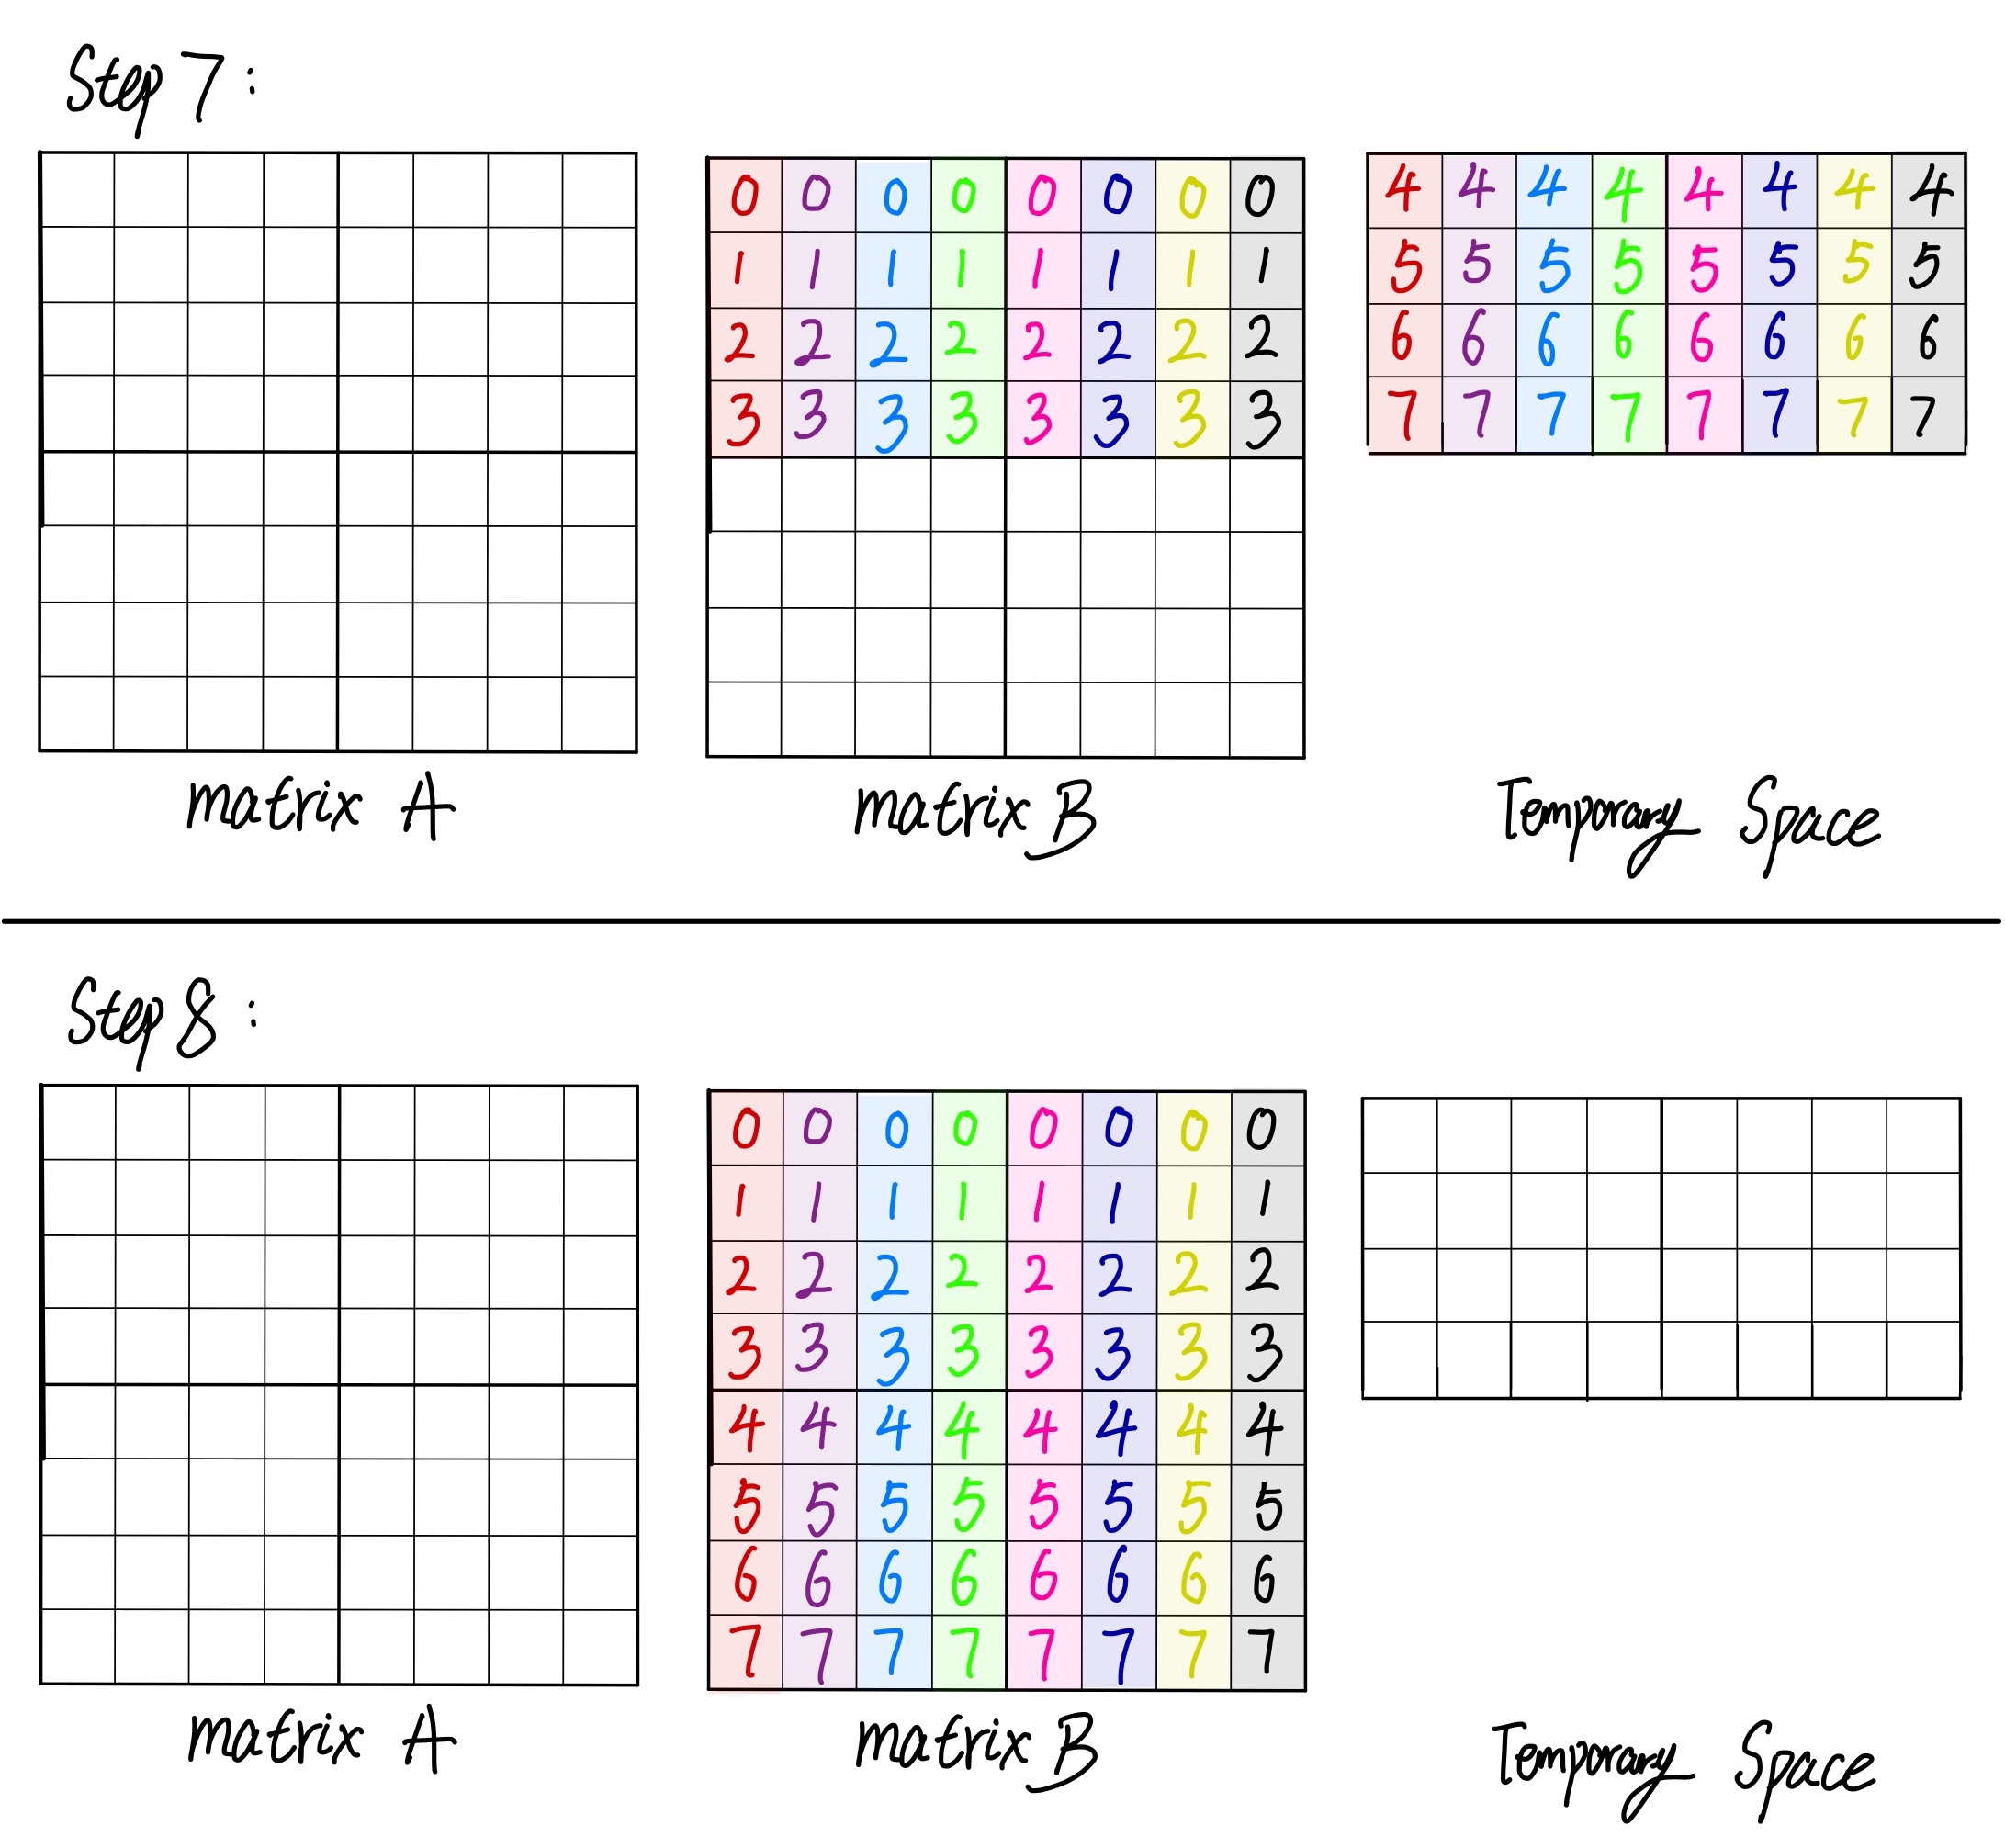 Step 7 :
0 0 0 0 0 0 0 0 4 4 4 4 4 4 4 4
1 1 1 1 1 1 1 1 5 5 5 5 5 5 5 5
2 2 2 2 2 2 2 2 6 6 6 6 6 6 6 6
3 3 3 3 3 3 3 3 7 7 7 7 7 7 7 7
matrix A matrix B Temporary Space
Step 8 :
0 0 0 0 0 0 0 0
1 1 1 1 1 1 1 1
2 2 2 2 2 2 2 2
3 3 3 3 3 3 3 3
4 4 4 4 4 4 4 4
5 5 5 5 5 5 5 5
6 6 6 6 6 6 6 6
7 7 7 7 7 7 7 7
matrix A matrix B Temporary Space